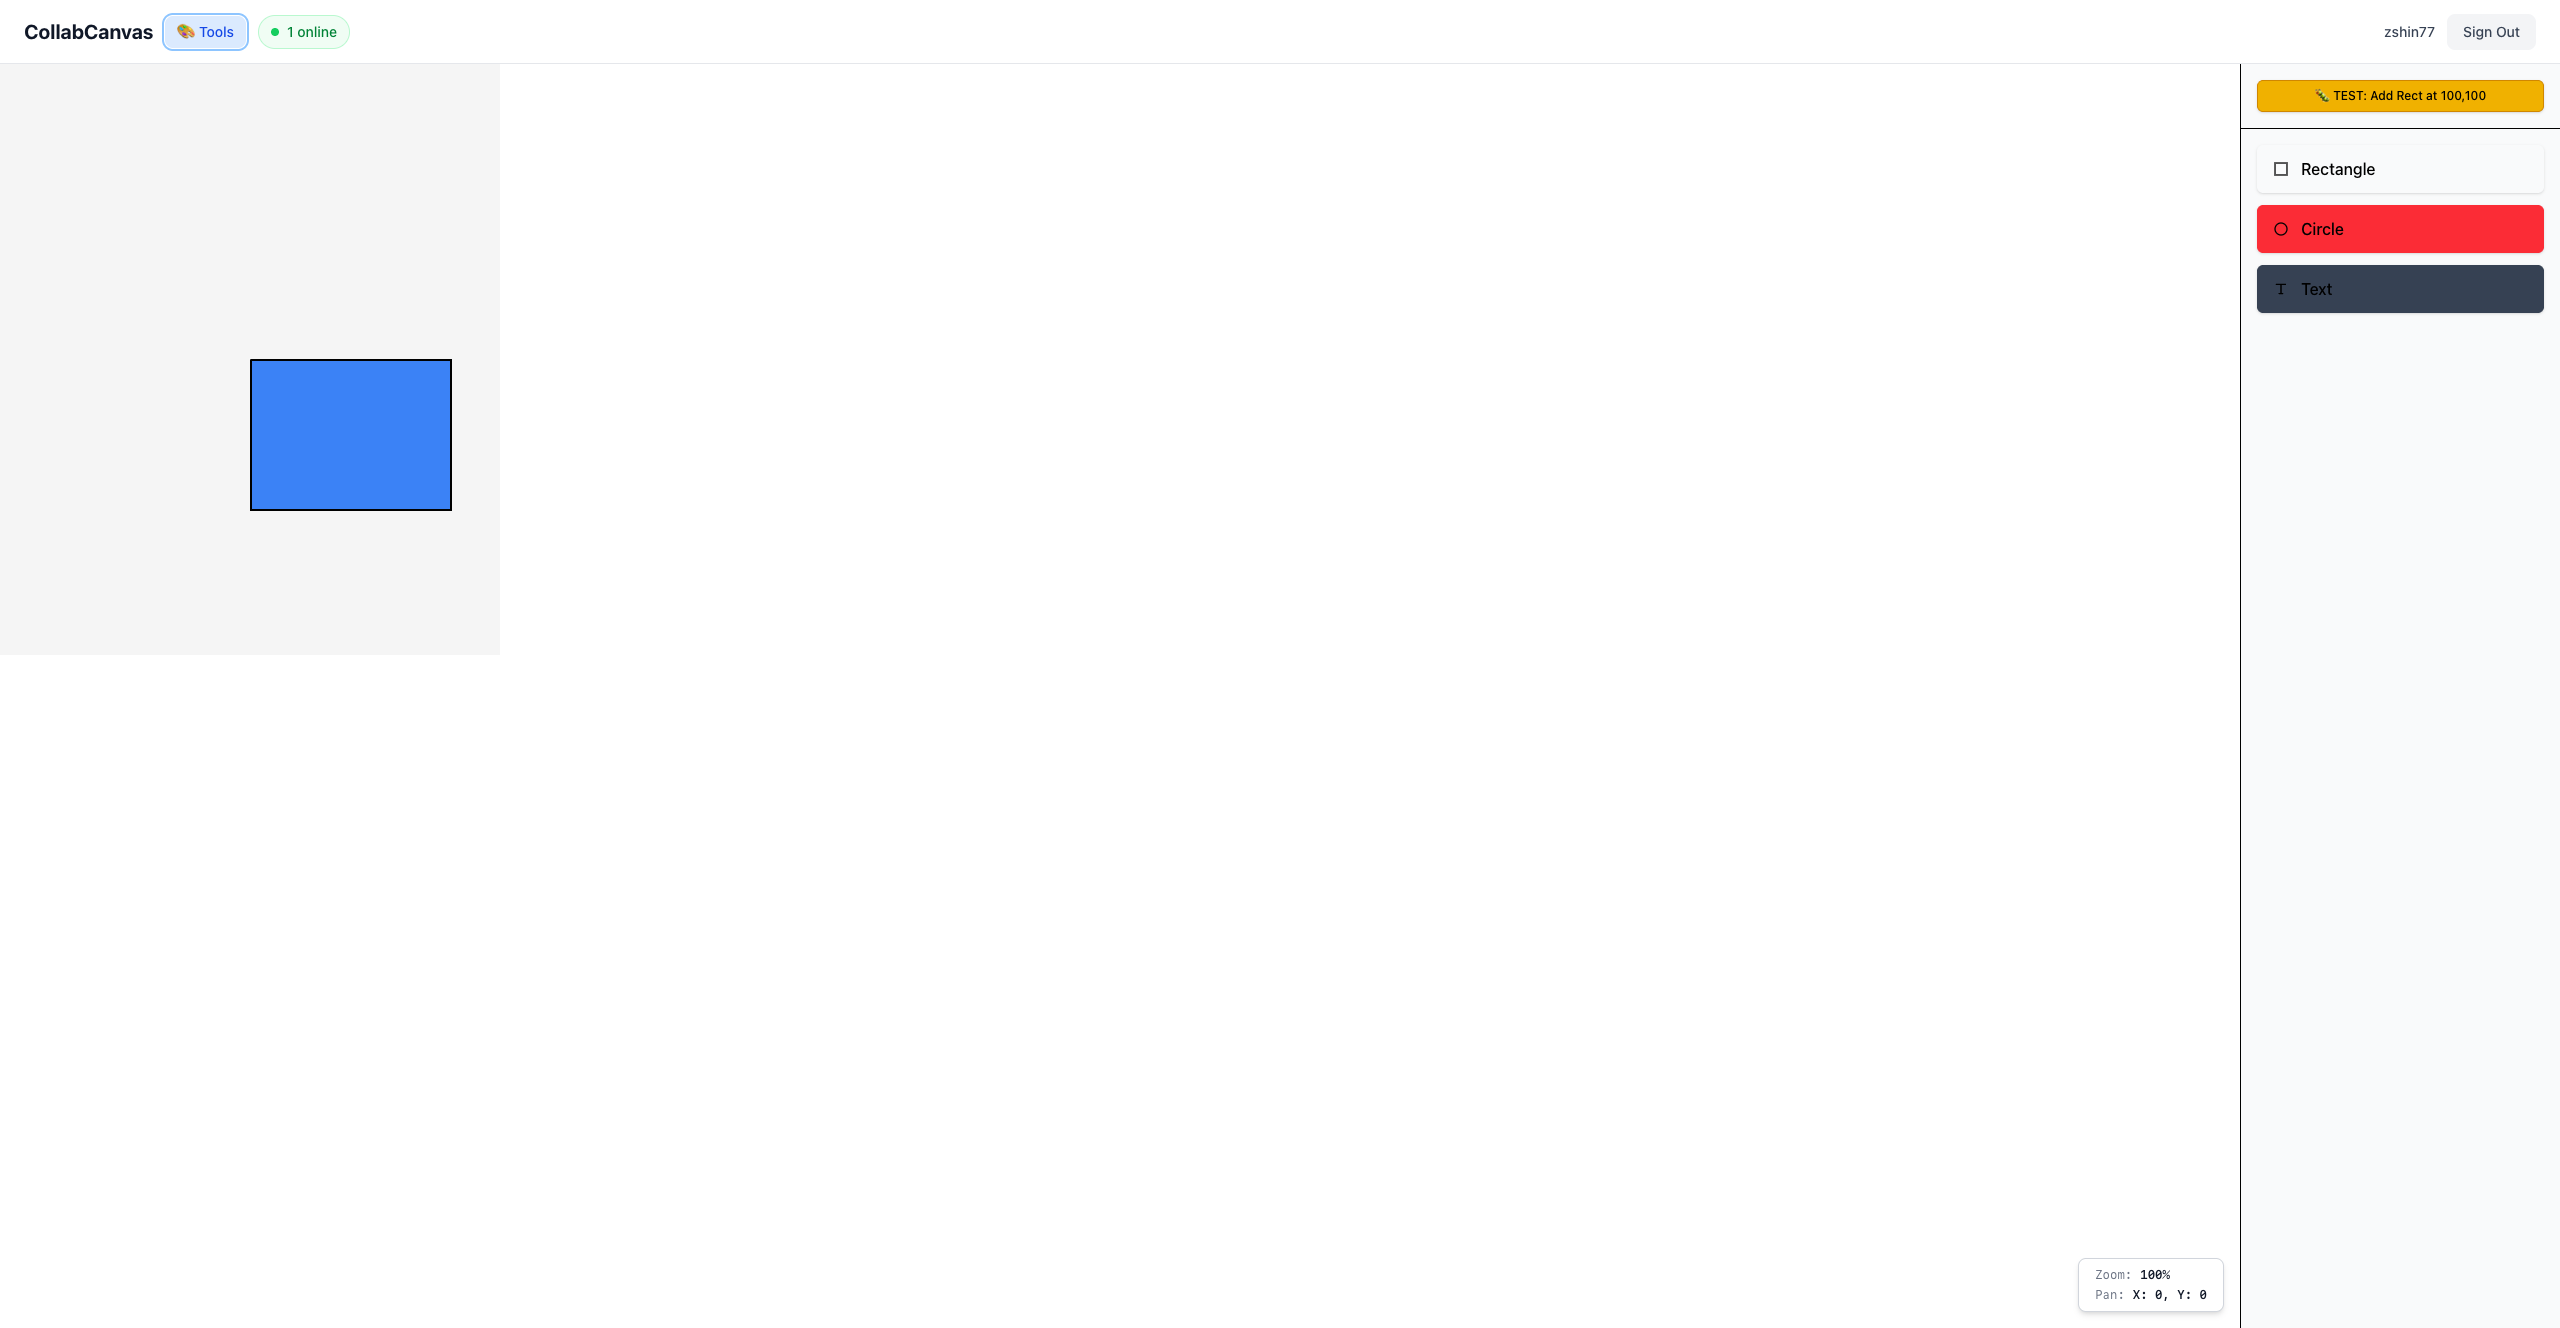 CollabCanvas 🎨 Tools 1 online zshin77 Sign Out
🐛 TEST: Add Rect at 100,100
Rectangle
Circle
T Text
Zoom: 100%
Pan: X: 0, Y: 0